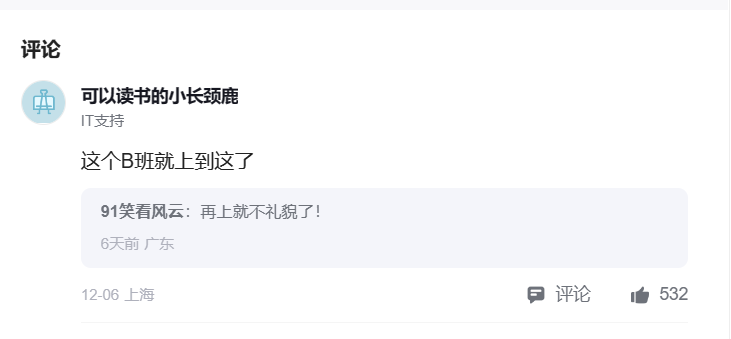 评论
可以读书的小长颈鹿
IT支持
这个B班就上到这了
91笑看风云：再上就不礼貌了！
6天前 广东
12-06 上海
评论
532